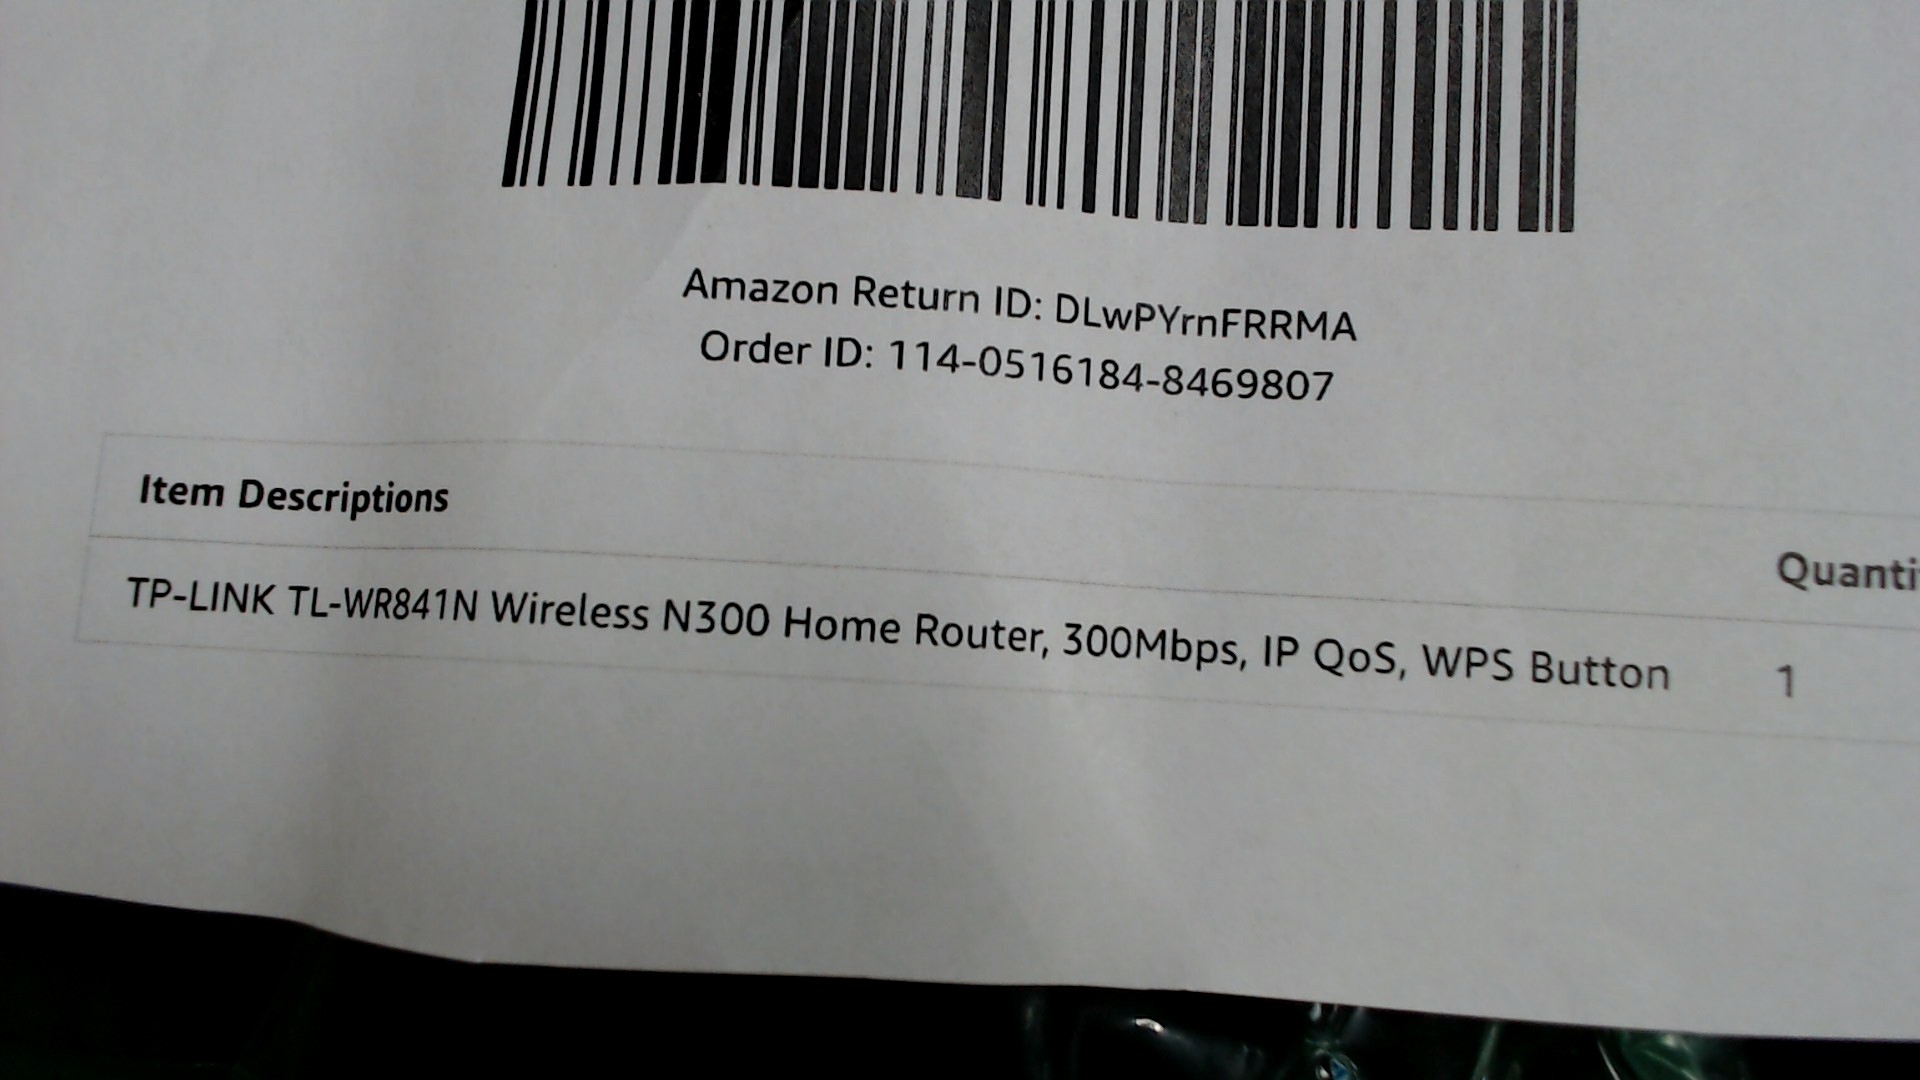 Amazon Return ID: DLwPYrnFRRMA
Order ID: 114-0516184-8469807
Item Descriptions
Quanti
TP-LINK TL-WR841N Wireless N300 Home Router, 300Mbps, IP QoS, WPS Button 1